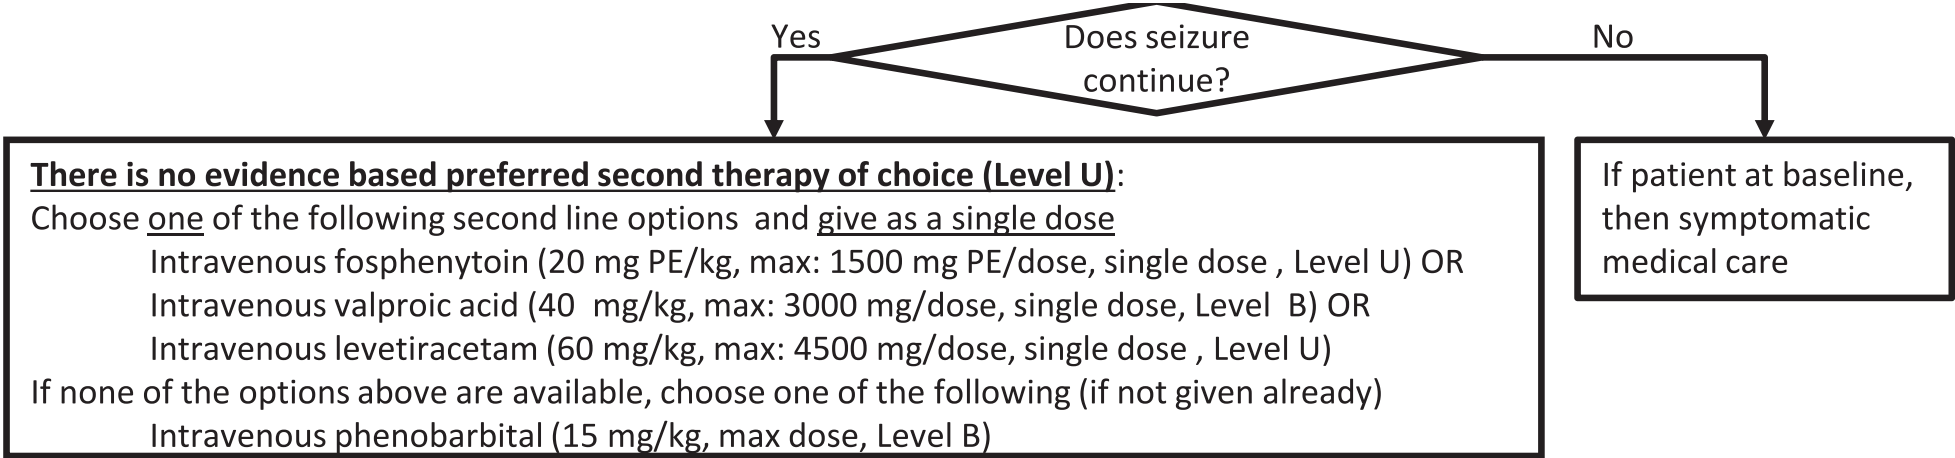 Does seizure
continue?
Yes
No
There is no evidence based preferred second therapy of choice (Level U):
Choose one of the following second line options and give as a single dose
Intravenous fosphenytoin (20 mg PE/kg, max: 1500 mg PE/dose, single dose , Level U) OR
Intravenous valproic acid (40 mg/kg, max: 3000 mg/dose, single dose, Level B) OR
Intravenous levetiracetam (60 mg/kg, max: 4500 mg/dose, single dose , Level U)
If none of the options above are available, choose one of the following (if not given already)
Intravenous phenobarbital (15 mg/kg, max dose, Level B)
If patient at baseline,
then symptomatic
medical care